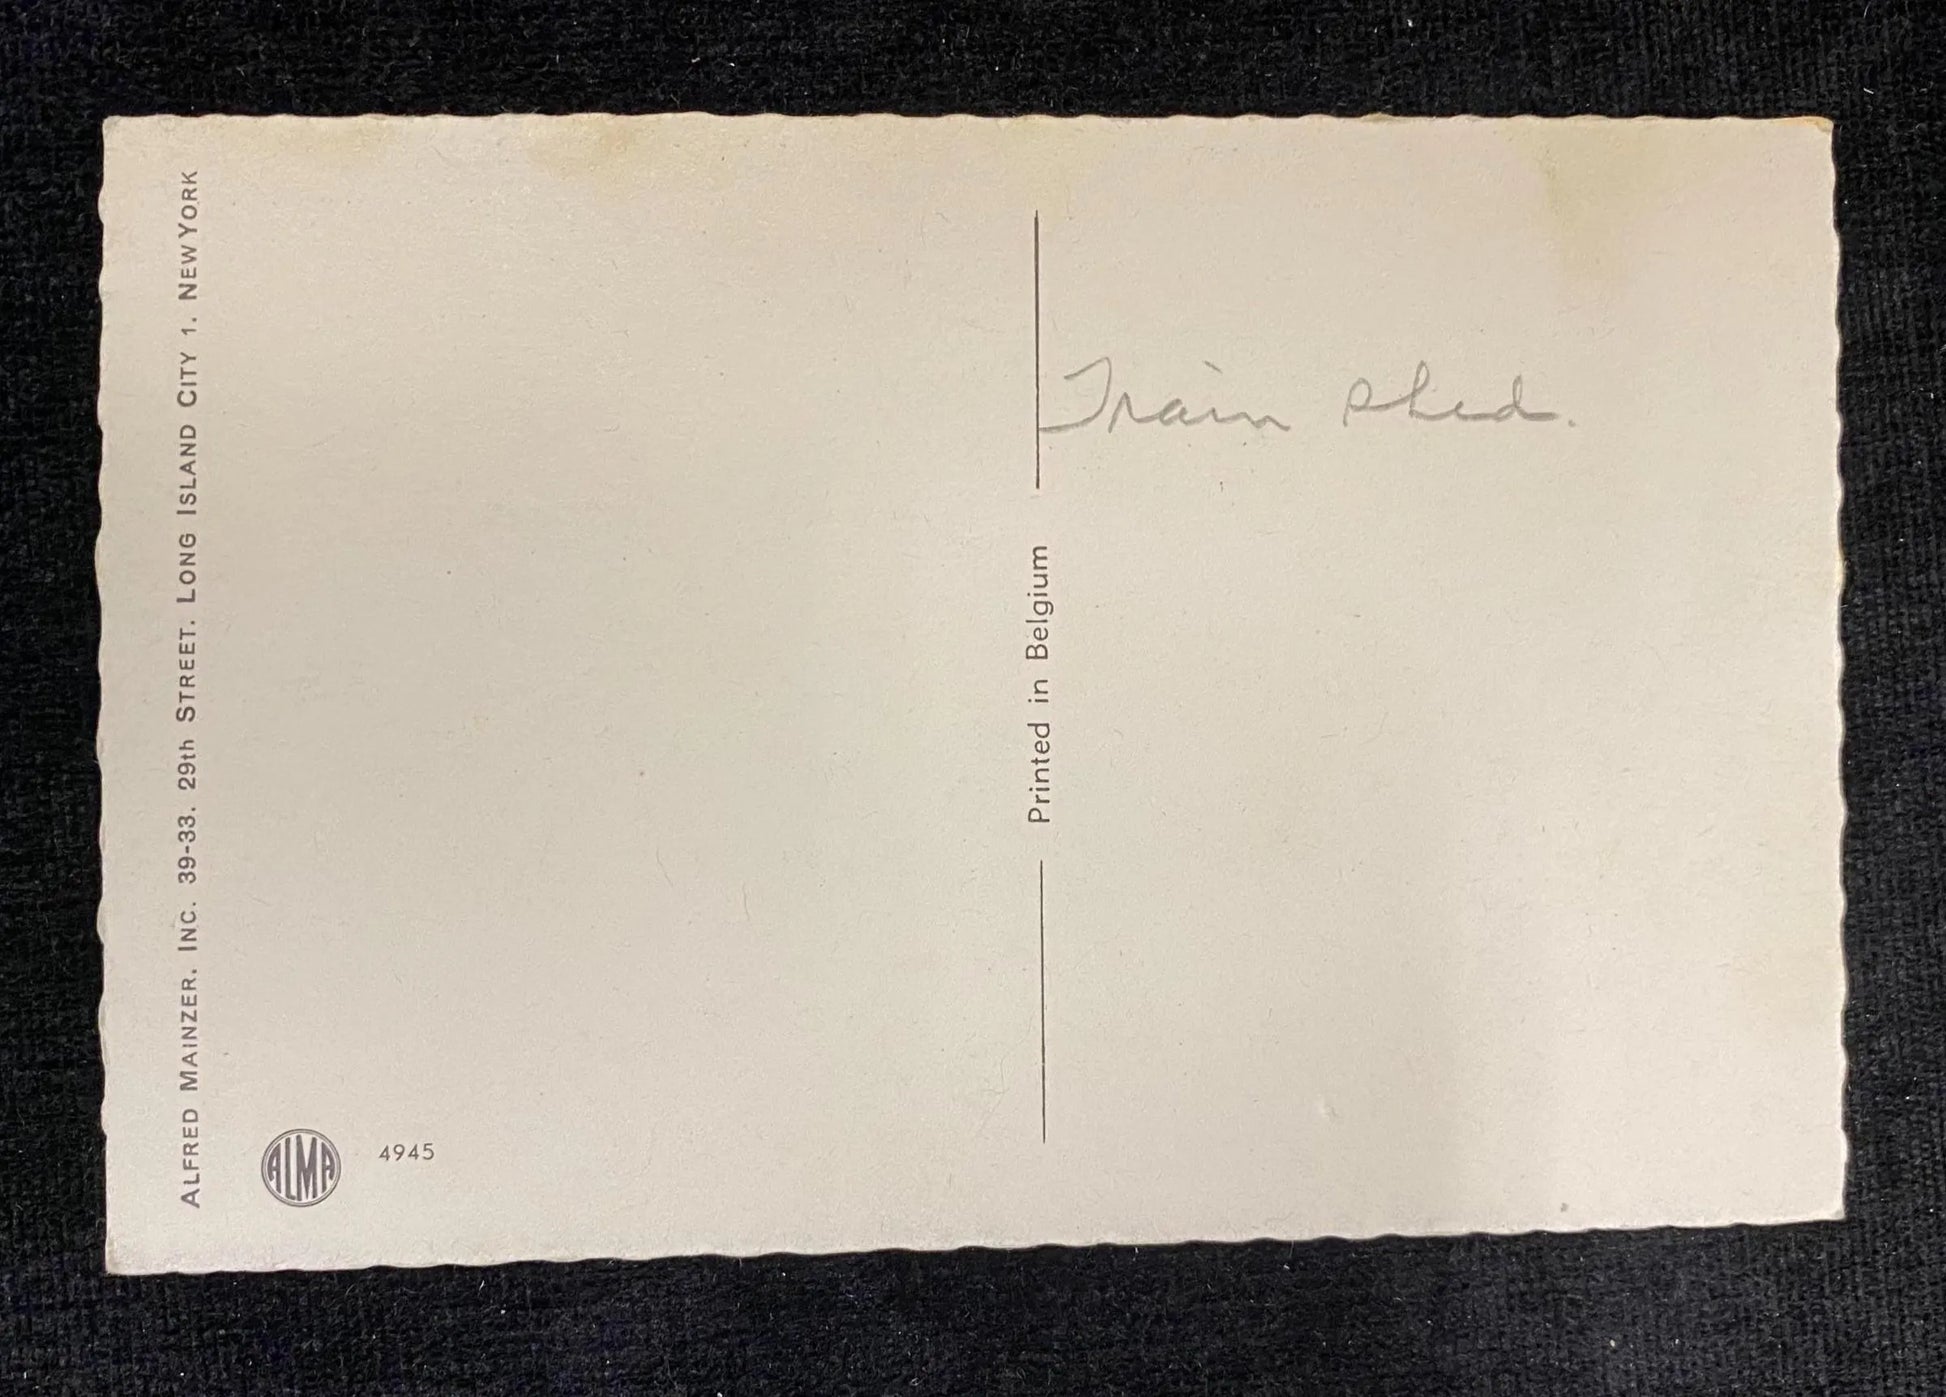 ALFRED MAINZER. INC. 39-33. 29th STREET. LONG ISLAND CITY 1. NEW YORK
ALMA
4945
Printed in Belgium
Train shed.